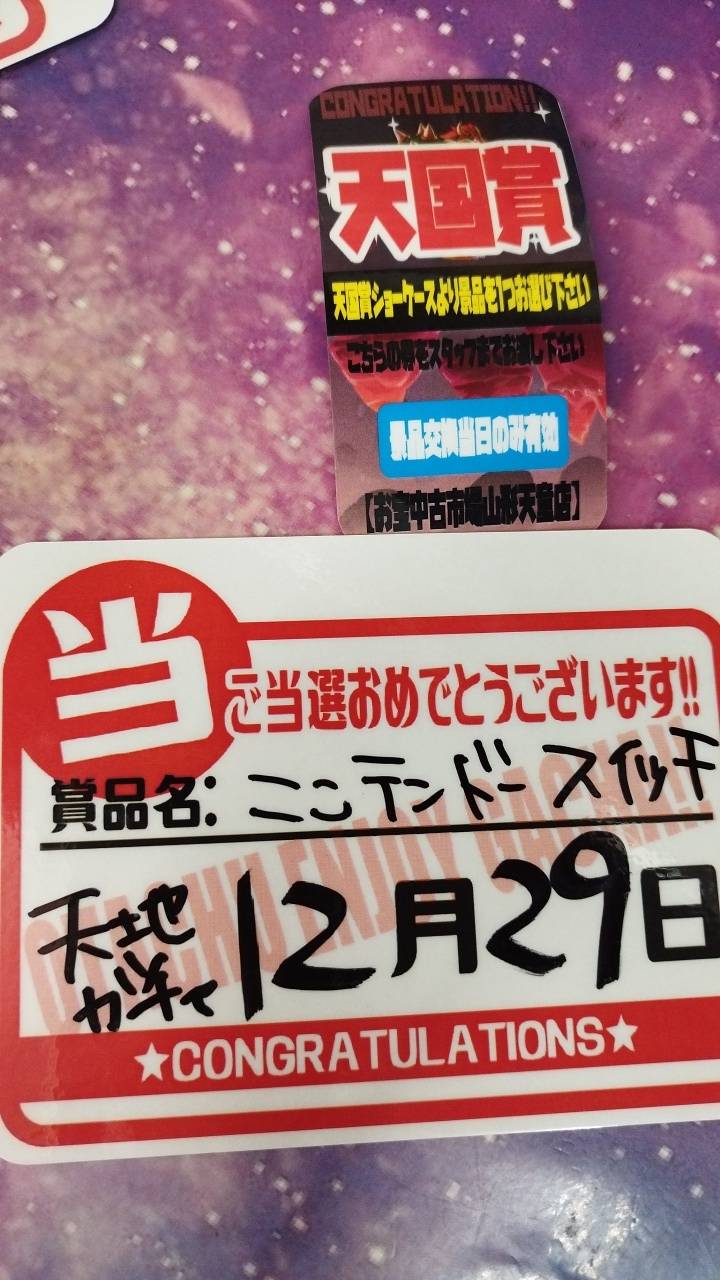 CONGRATULATION!!
天国賞
天国賞ショーケースより景品を1つお選び下さい
こちらの券をスタッフまでお渡し下さい
景品交換当日のみ有効
【お宝中古市場山形天童店】
当
ご当選おめでとうございます!!
賞品名: ニンテンドースイッチ
天地
ガチャ
12月29日
★CONGRATULATIONS★